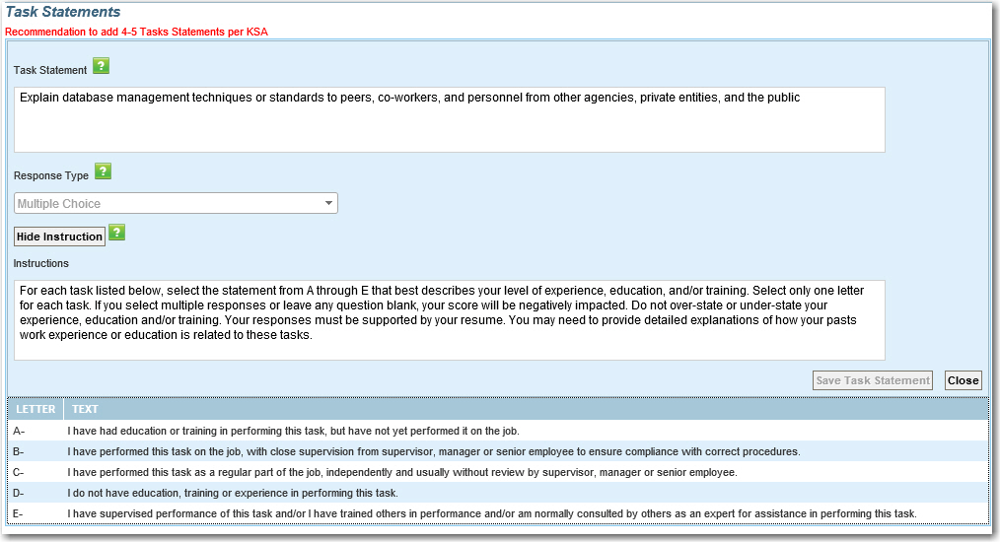 Task Statements
Recommendation to add 4-5 Tasks Statements per KSA
Task Statement ?
Explain database management techniques or standards to peers, co-workers, and personnel from other agencies, private entities, and the public
Response Type ?
Multiple Choice
Hide Instruction ?
Instructions
For each task listed below, select the statement from A through E that best describes your level of experience, education, and/or training. Select only one letter
for each task. If you select multiple responses or leave any question blank, your score will be negatively impacted. Do not over-state or under-state your
experience, education and/or training. Your responses must be supported by your resume. You may need to provide detailed explanations of how your pasts
work experience or education is related to these tasks.
Save Task Statement Close
LETTER TEXT
A- I have had education or training in performing this task, but have not yet performed it on the job.
B- I have performed this task on the job, with close supervision from supervisor, manager or senior employee to ensure compliance with correct procedures.
C- I have performed this task as a regular part of the job, independently and usually without review by supervisor, manager or senior employee.
D- I do not have education, training or experience in performing this task.
E- I have supervised performance of this task and/or I have trained others in performance and/or am normally consulted by others as an expert for assistance in performing this task.